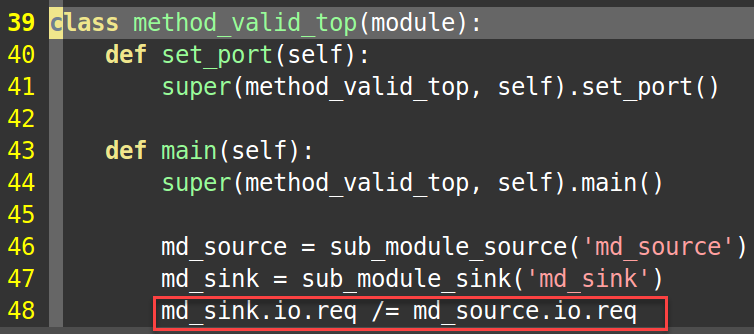 39 class method_valid_top(module):
40     def set_port(self):
41         super(method_valid_top, self).set_port()
42
43     def main(self):
44         super(method_valid_top, self).main()
45
46         md_source = sub_module_source('md_source')
47         md_sink = sub_module_sink('md_sink')
48         md_sink.io.req /= md_source.io.req